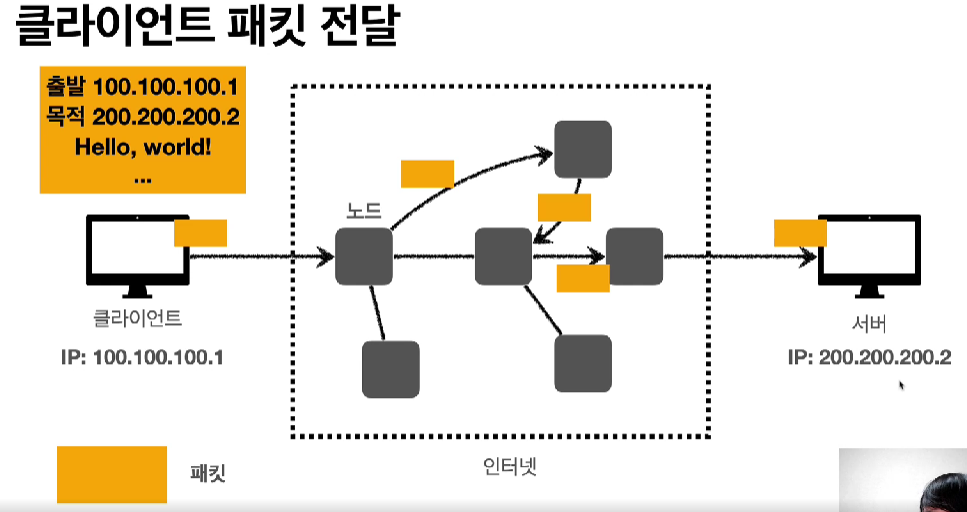 클라이언트 패킷 전달
출발 100.100.100.1
목적 200.200.200.2
Hello, world!
...
노드
클라이언트
IP: 100.100.100.1
서버
IP: 200.200.200.2
인터넷
패킷